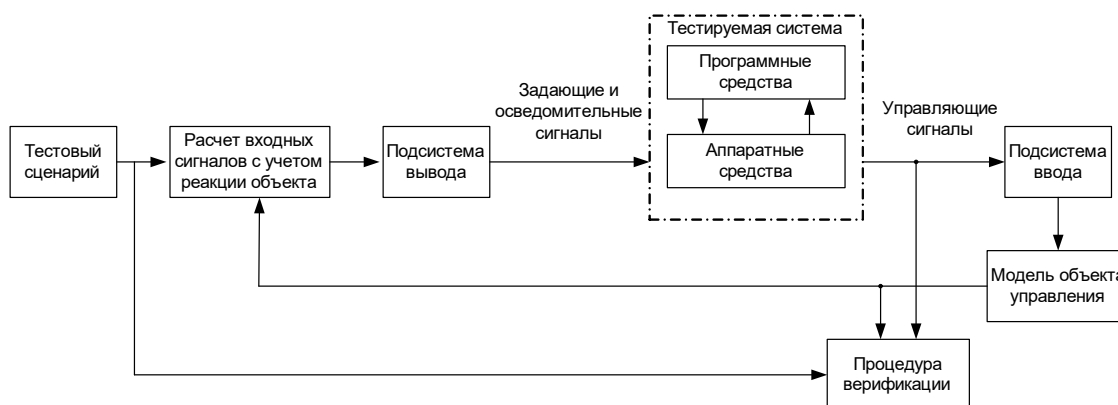 Тестируемая система
Программные
средства
Задающие и
осведомительные
сигналы
Управляющие
сигналы
Тестовый
сценарий
Расчет входных
сигналов с учетом
реакции объекта
Подсистема
вывода
Аппаратные
средства
Подсистема
ввода
Модель объекта
управления
Процедура
верификации